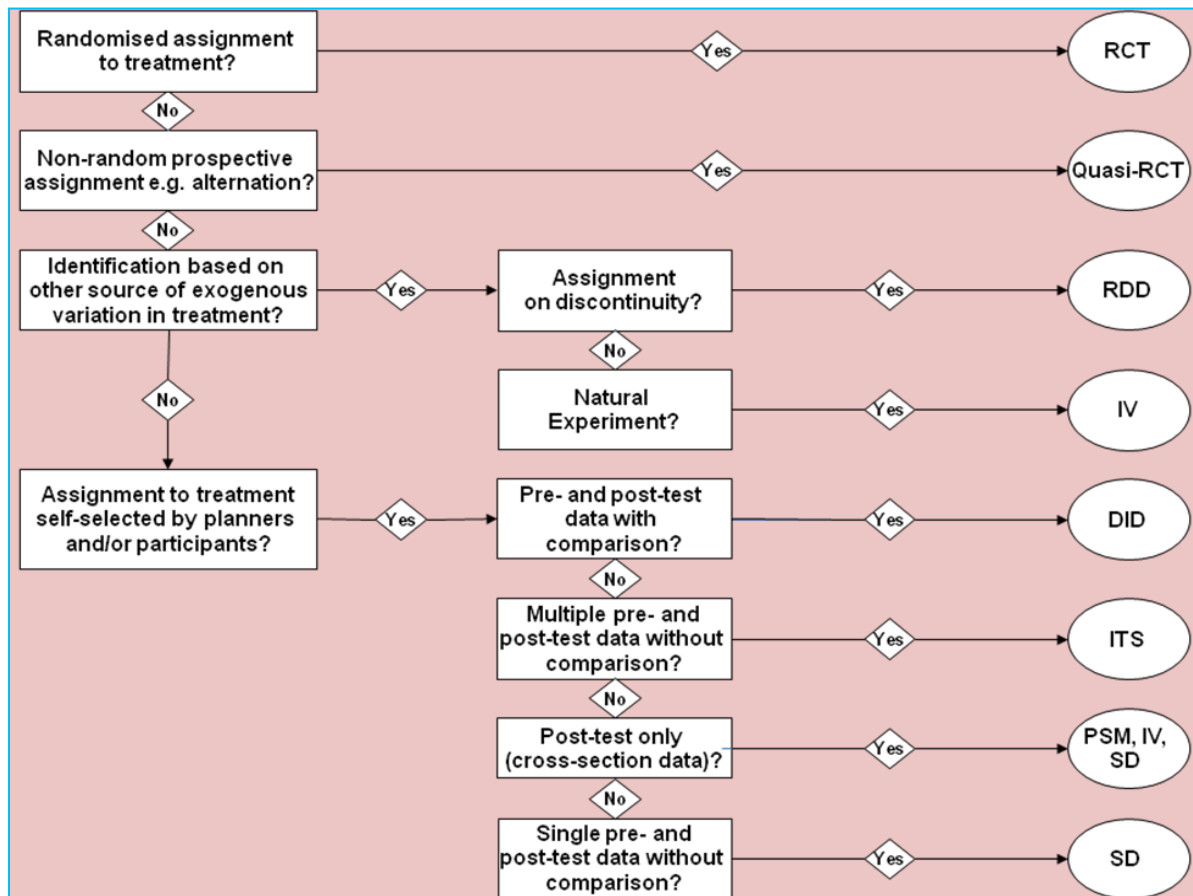 Randomised assignment
to treatment?
Yes
RCT
No
Non-random prospective
assignment e.g. alternation?
Yes
Quasi-RCT
No
Identification based on
other source of exogenous
variation in treatment?
Yes
Assignment
on discontinuity?
Yes
RDD
No
Natural
Experiment?
Yes
IV
No
Assignment to treatment
self-selected by planners
and/or participants?
Yes
Pre- and post-test
data with
comparison?
Yes
DID
No
Multiple pre- and
post-test data without
comparison?
Yes
ITS
No
Post-test only
(cross-section data)?
Yes
PSM, IV,
SD
No
Single pre- and
post-test data without
comparison?
Yes
SD